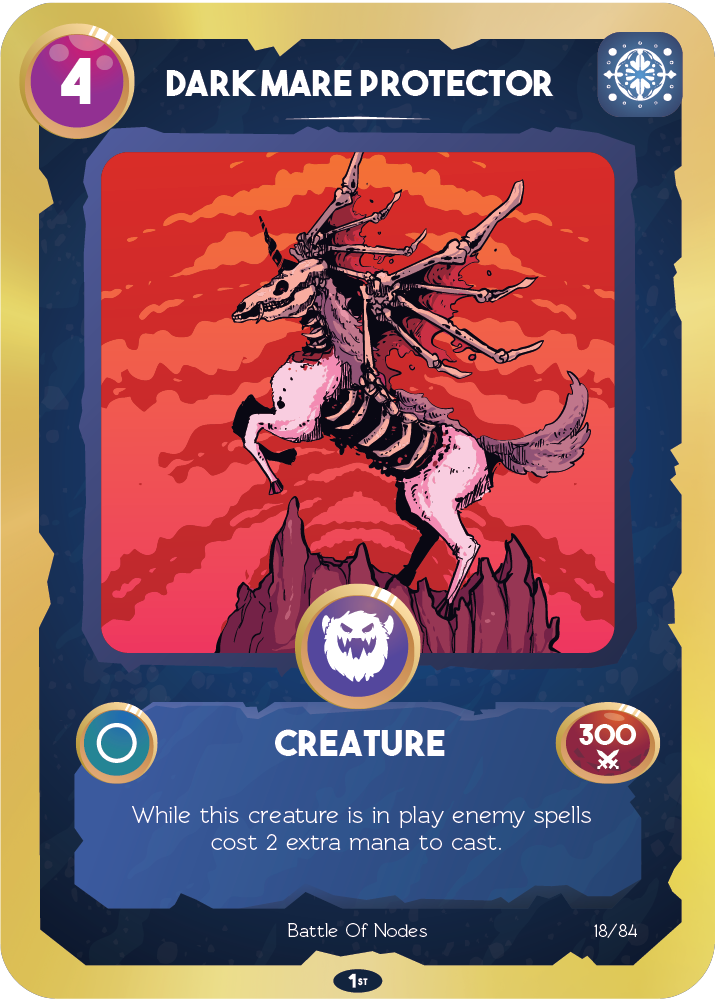 4
DARK MARE PROTECTOR
CREATURE
300
While this creature is in play enemy spells
cost 2 extra mana to cast.
Battle Of Nodes
18/84
1ST